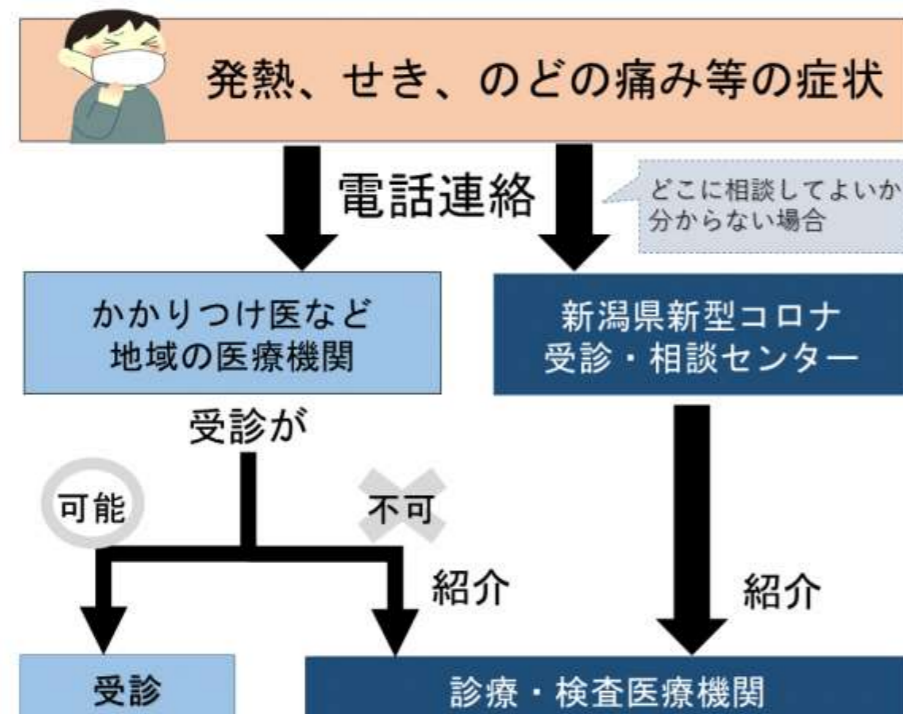 発熱、せき、のどの痛み等の症状
電話連絡
どこに相談してよいか
分からない場合
かかりつけ医など
地域の医療機関
新潟県新型コロナ
受診・相談センター
受診が
可能
不可
紹介
紹介
受診
診療・検査医療機関